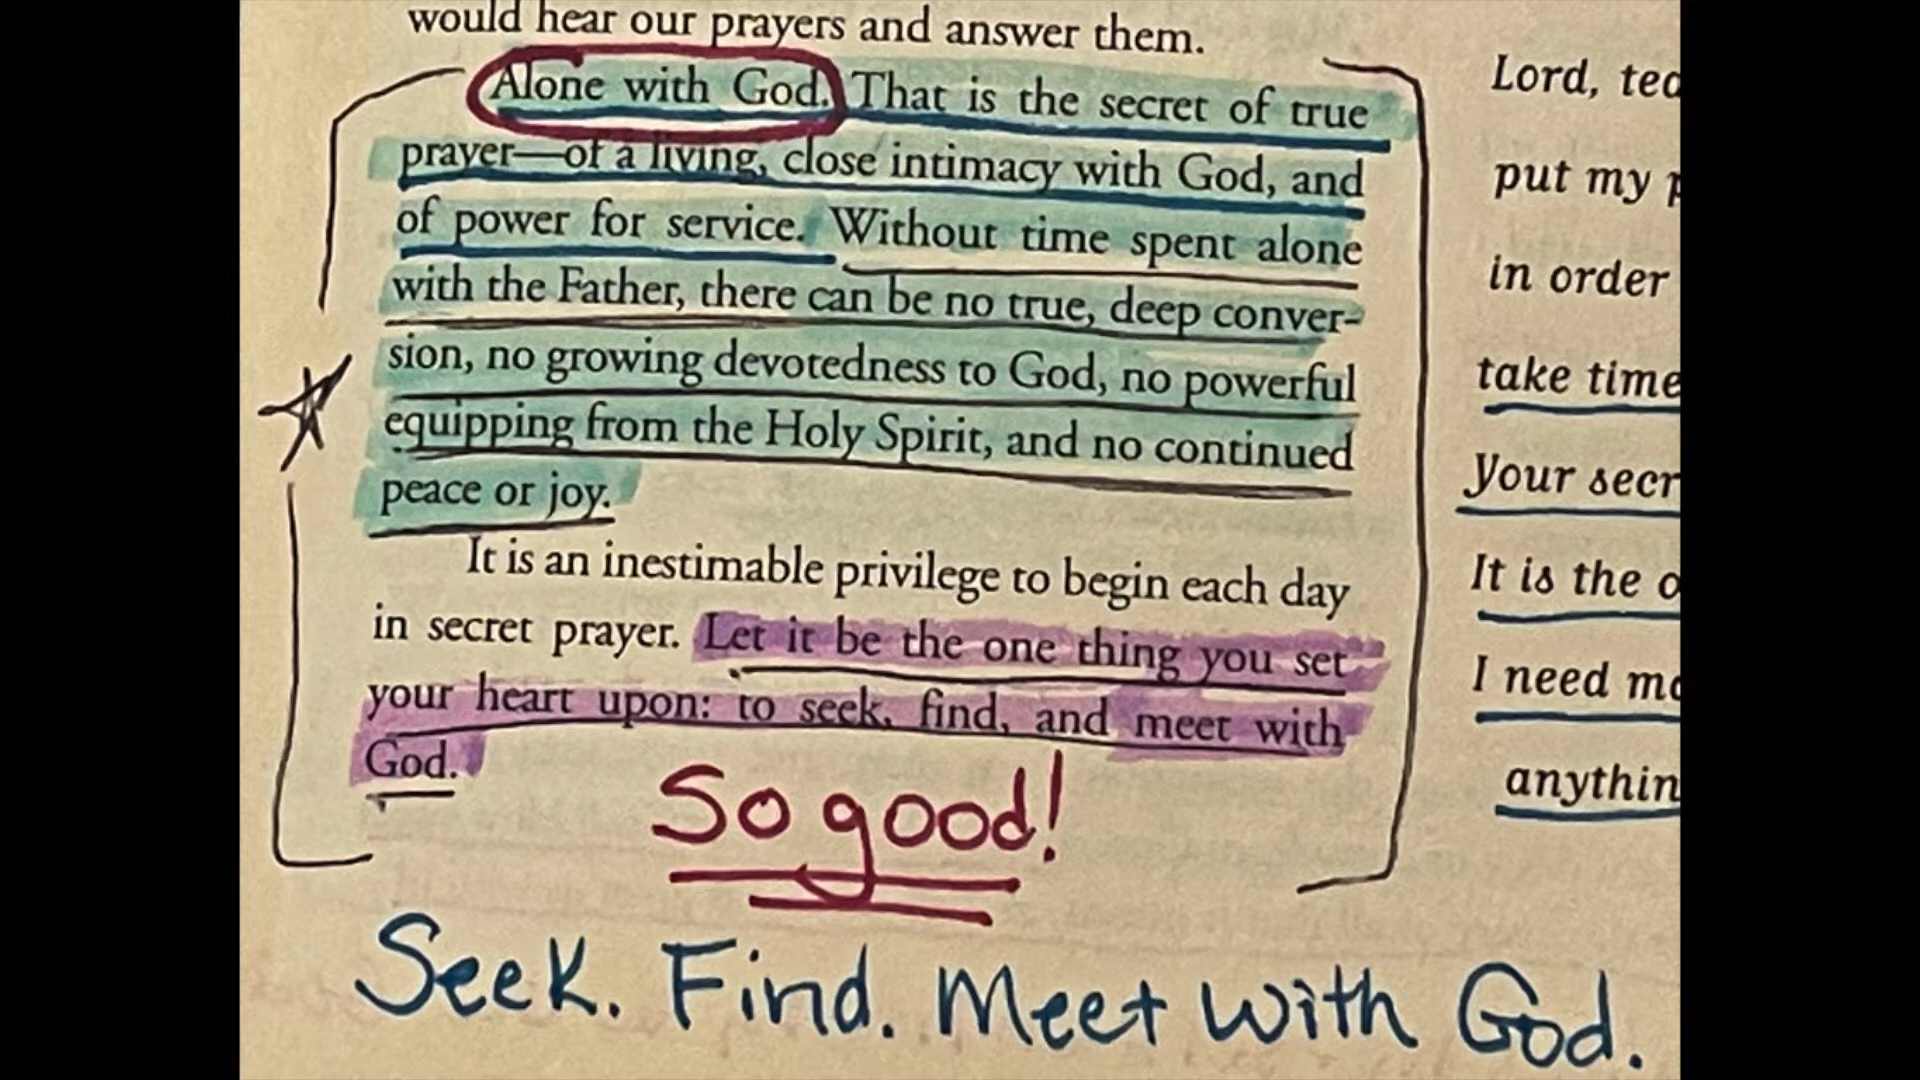 would hear our prayers and answer them.
Alone with God. That is the secret of true
prayer—of a living, close intimacy with God, and
of power for service. Without time spent alone
with the Father, there can be no true, deep conver-
sion, no growing devotedness to God, no powerful
equipping from the Holy Spirit, and no continued
peace or joy.
It is an inestimable privilege to begin each day
in secret prayer. Let it be the one thing you set
your heart upon: to seek, find, and meet with
God.
So good!
Seek. Find. Meet with God.
Lord,
put my
in order
take time
Your
It is the
I need